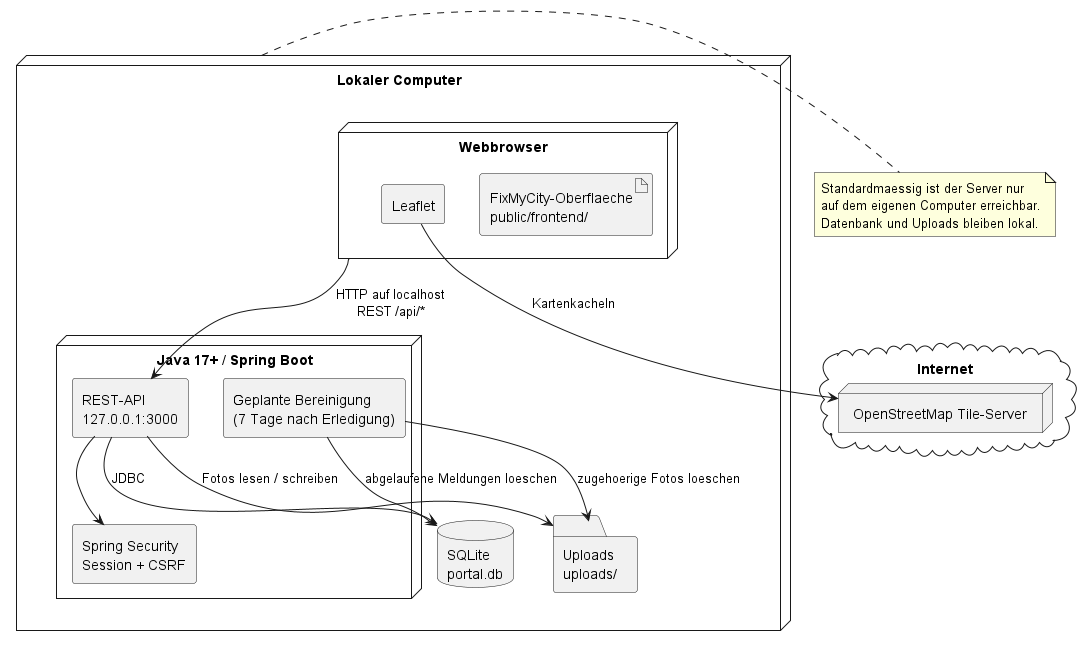 Lokaler Computer
Webbrowser
Leaflet
FixMyCity-Oberflaeche
public/frontend/
Standardmaessig ist der Server nur
auf dem eigenen Computer erreichbar.
Datenbank und Uploads bleiben lokal.
HTTP auf localhost
REST /api/*
Kartenkacheln
Java 17+ / Spring Boot
REST-API
127.0.0.1:3000
Geplante Bereinigung
(7 Tage nach Erledigung)
Internet
OpenStreetMap Tile-Server
JDBC
Fotos lesen / schreiben
abgelaufene Meldungen loeschen
zugehoerige Fotos loeschen
Spring Security
Session + CSRF
SQLite
portal.db
Uploads
uploads/